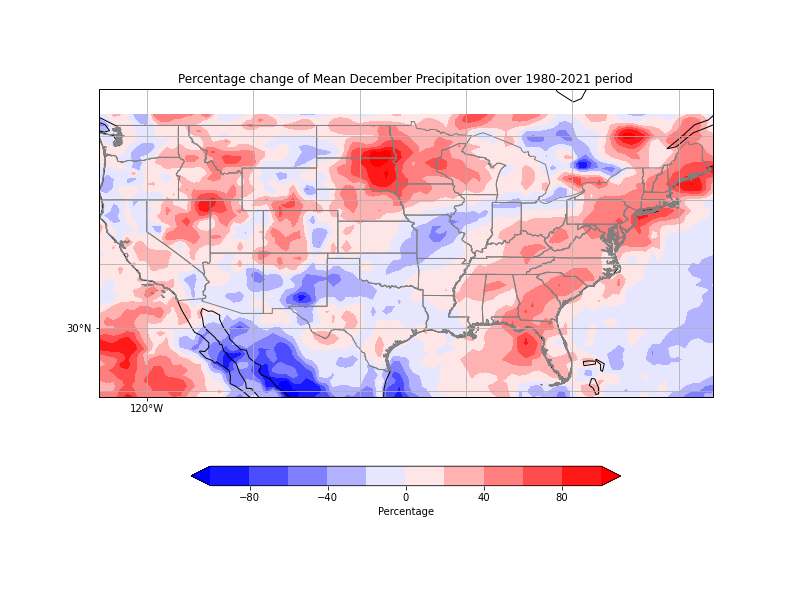 Percentage change of Mean December Precipitation over 1980-2021 period
30°N
120°W
−80 −40 0 40 80
Percentage